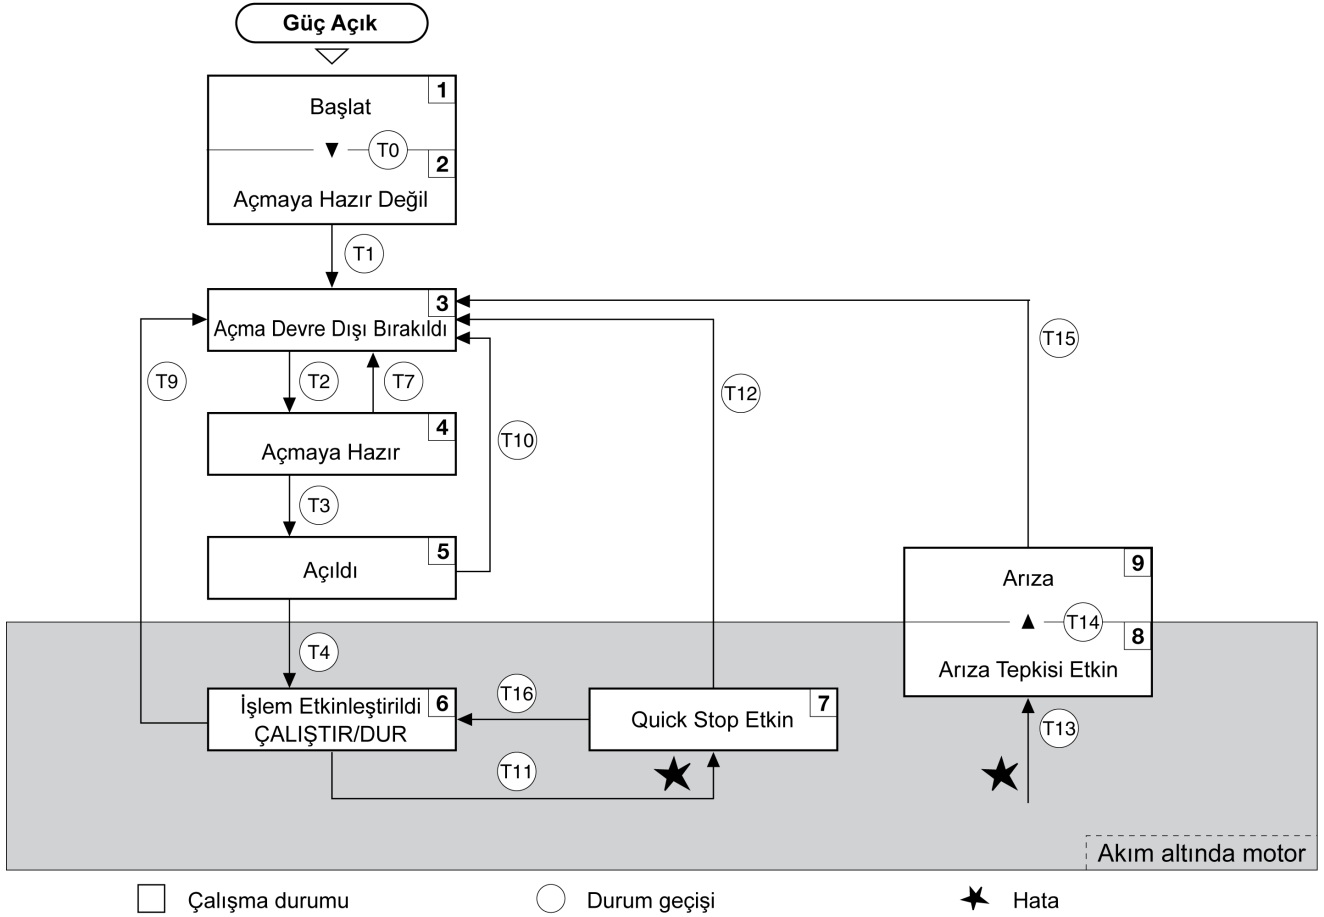 Güç Açık
1
Başlat
T0
2
Açmaya Hazır Değil
T1
3
Açma Devre Dışı Bırakıldı
T15
T9
T2
T7
T12
4
Açmaya Hazır
T10
T3
5
Açıldı
9
Arıza
T14
8
Arıza Tepkisi Etkin
T4
T16
İşlem Etkinleştirildi
6
ÇALIŞTIR/DUR
7
Quick Stop Etkin
T13
T11
Akım altında motor
Çalışma durumu
Durum geçişi
Hata